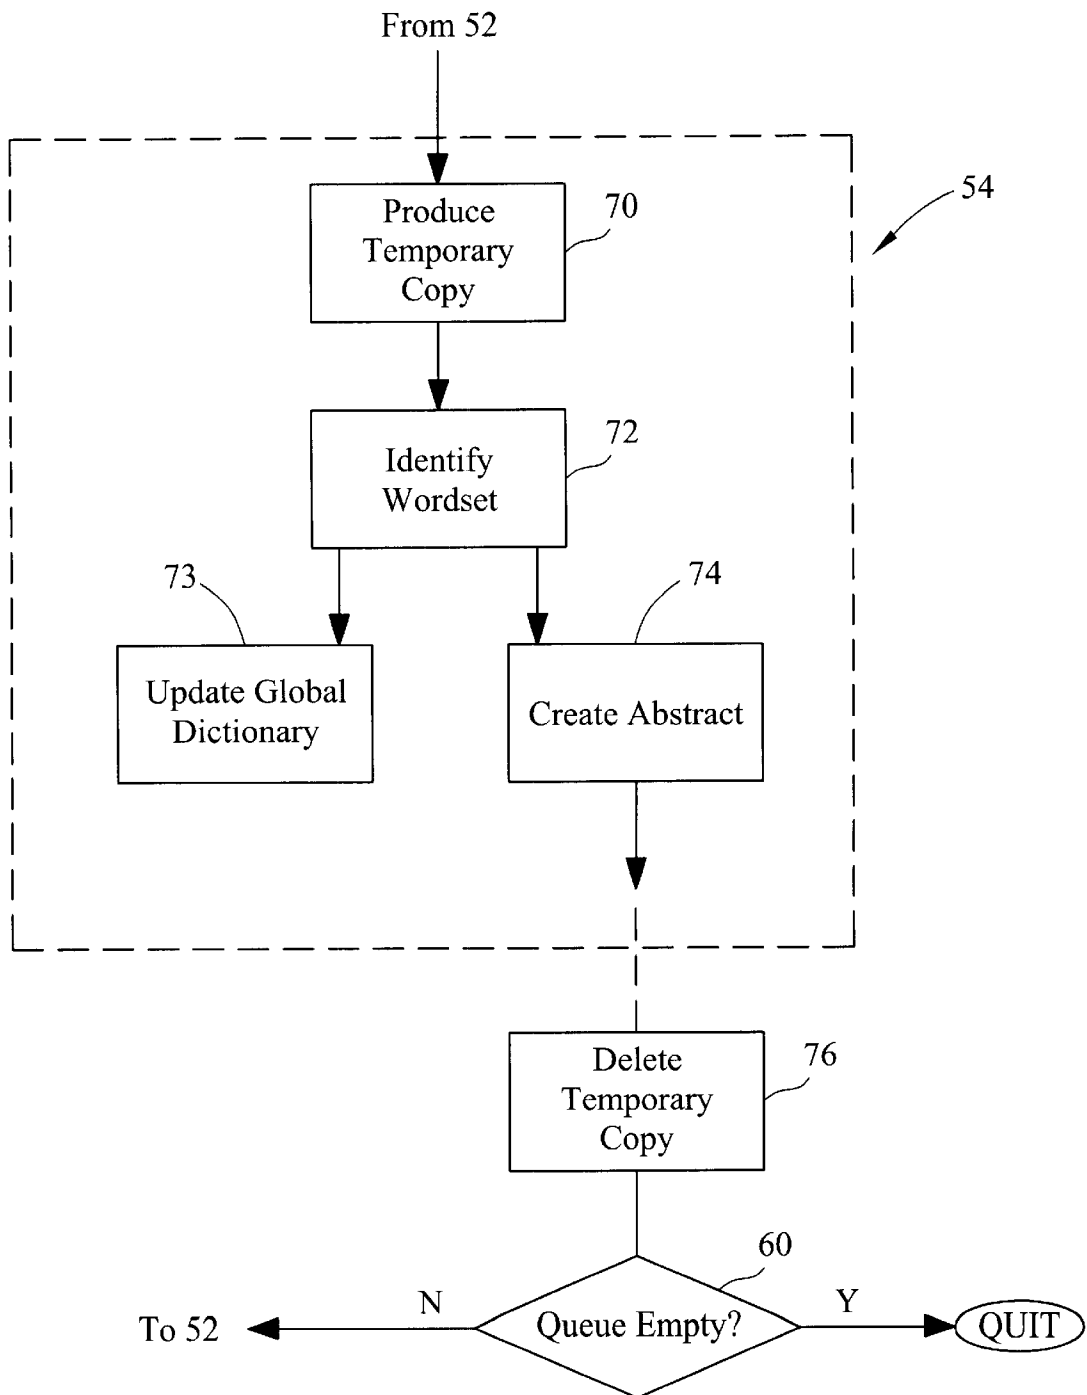 From 52
54
Produce
Temporary
Copy
70
Identify
Wordset
72
73
74
Update Global
Dictionary
Create Abstract
Delete
Temporary
Copy
76
60
To 52
N
Queue Empty?
Y
QUIT